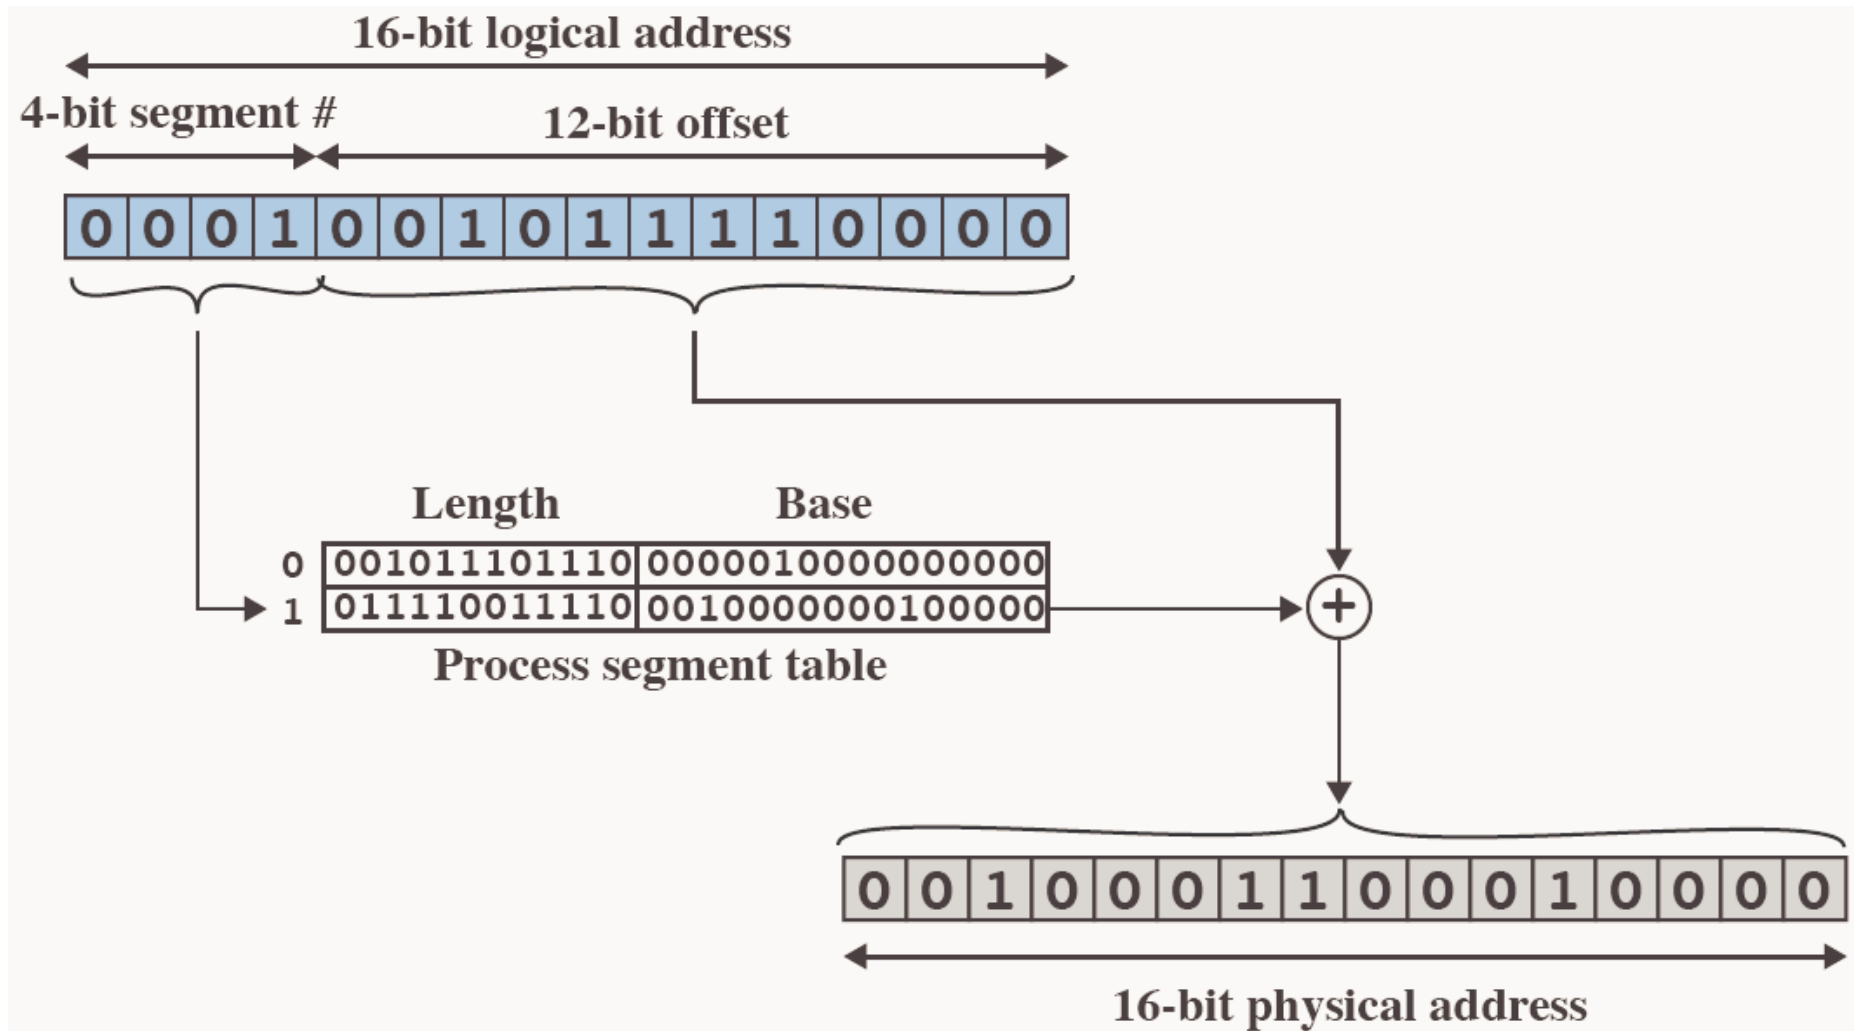 16-bit logical address
4-bit segment # 12-bit offset
0 0 0 1 0 0 1 0 1 1 1 1 0 0 0 0
Length Base
0 001011101110 0000010000000000
1 011110011110 0010000000100000
+
Process segment table
0 0 1 0 0 0 1 1 0 0 0 1 0 0 0 0
16-bit physical address